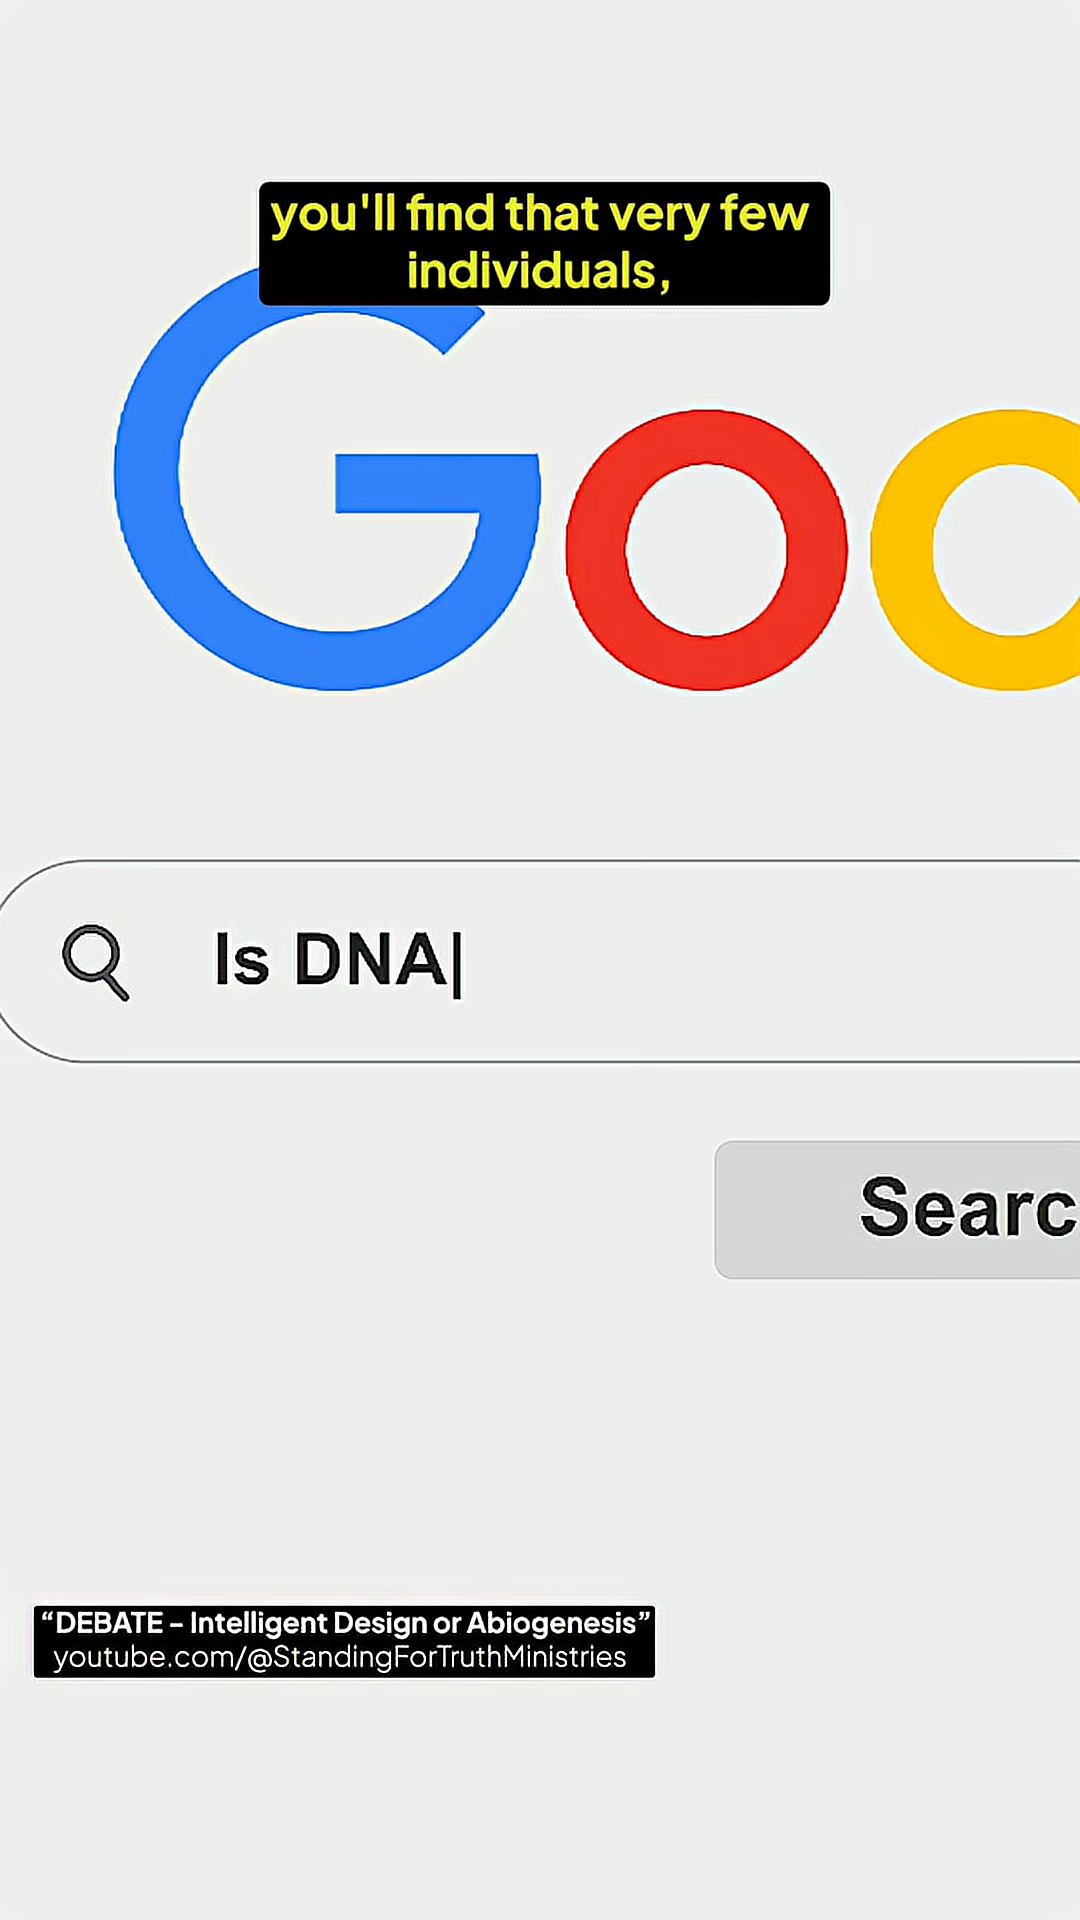 you'll find that very few
individuals,
Goo
Is DNA|
Searc
“DEBATE – Intelligent Design or Abiogenesis”
youtube.com/@StandingForTruthMinistries